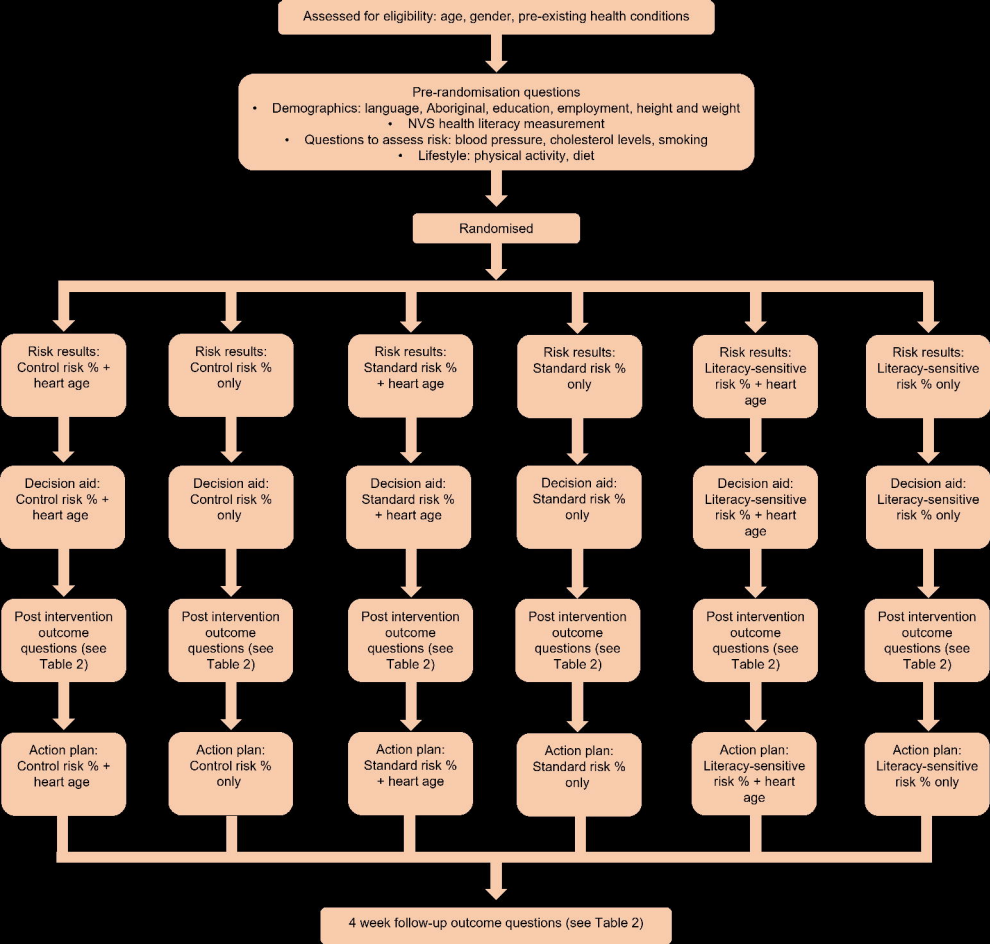 Assessed for eligibility: age, gender, pre-existing health conditions
Pre-randomisation questions
• Demographics: language, Aboriginal, education, employment, height and weight
• NVS health literacy measurement
• Questions to assess risk: blood pressure, cholesterol levels, smoking
• Lifestyle: physical activity, diet
Randomised
Risk results:
Control risk % +
heart age
Risk results:
Control risk %
only
Risk results:
Standard risk %
+ heart age
Risk results:
Standard risk %
only
Risk results:
Literacy-sensitive
risk % + heart
age
Risk results:
Literacy-sensitive
risk % only
Decision aid:
Control risk % +
heart age
Decision aid:
Control risk %
only
Decision aid:
Standard risk %
+ heart age
Decision aid:
Standard risk %
only
Decision aid:
Literacy-sensitive
risk % + heart
age
Decision aid:
Literacy-sensitive
risk % only
Post intervention
outcome
questions (see
Table 2)
Post intervention
outcome
questions (see
Table 2)
Post intervention
outcome
questions (see
Table 2)
Post intervention
outcome
questions (see
Table 2)
Post intervention
outcome
questions (see
Table 2)
Post intervention
outcome
questions (see
Table 2)
Action plan:
Control risk % +
heart age
Action plan:
Control risk %
only
Action plan:
Standard risk %
+ heart age
Action plan:
Standard risk %
only
Action plan:
Literacy-sensitive
risk % + heart
age
Action plan:
Literacy-sensitive
risk % only
4 week follow-up outcome questions (see Table 2)